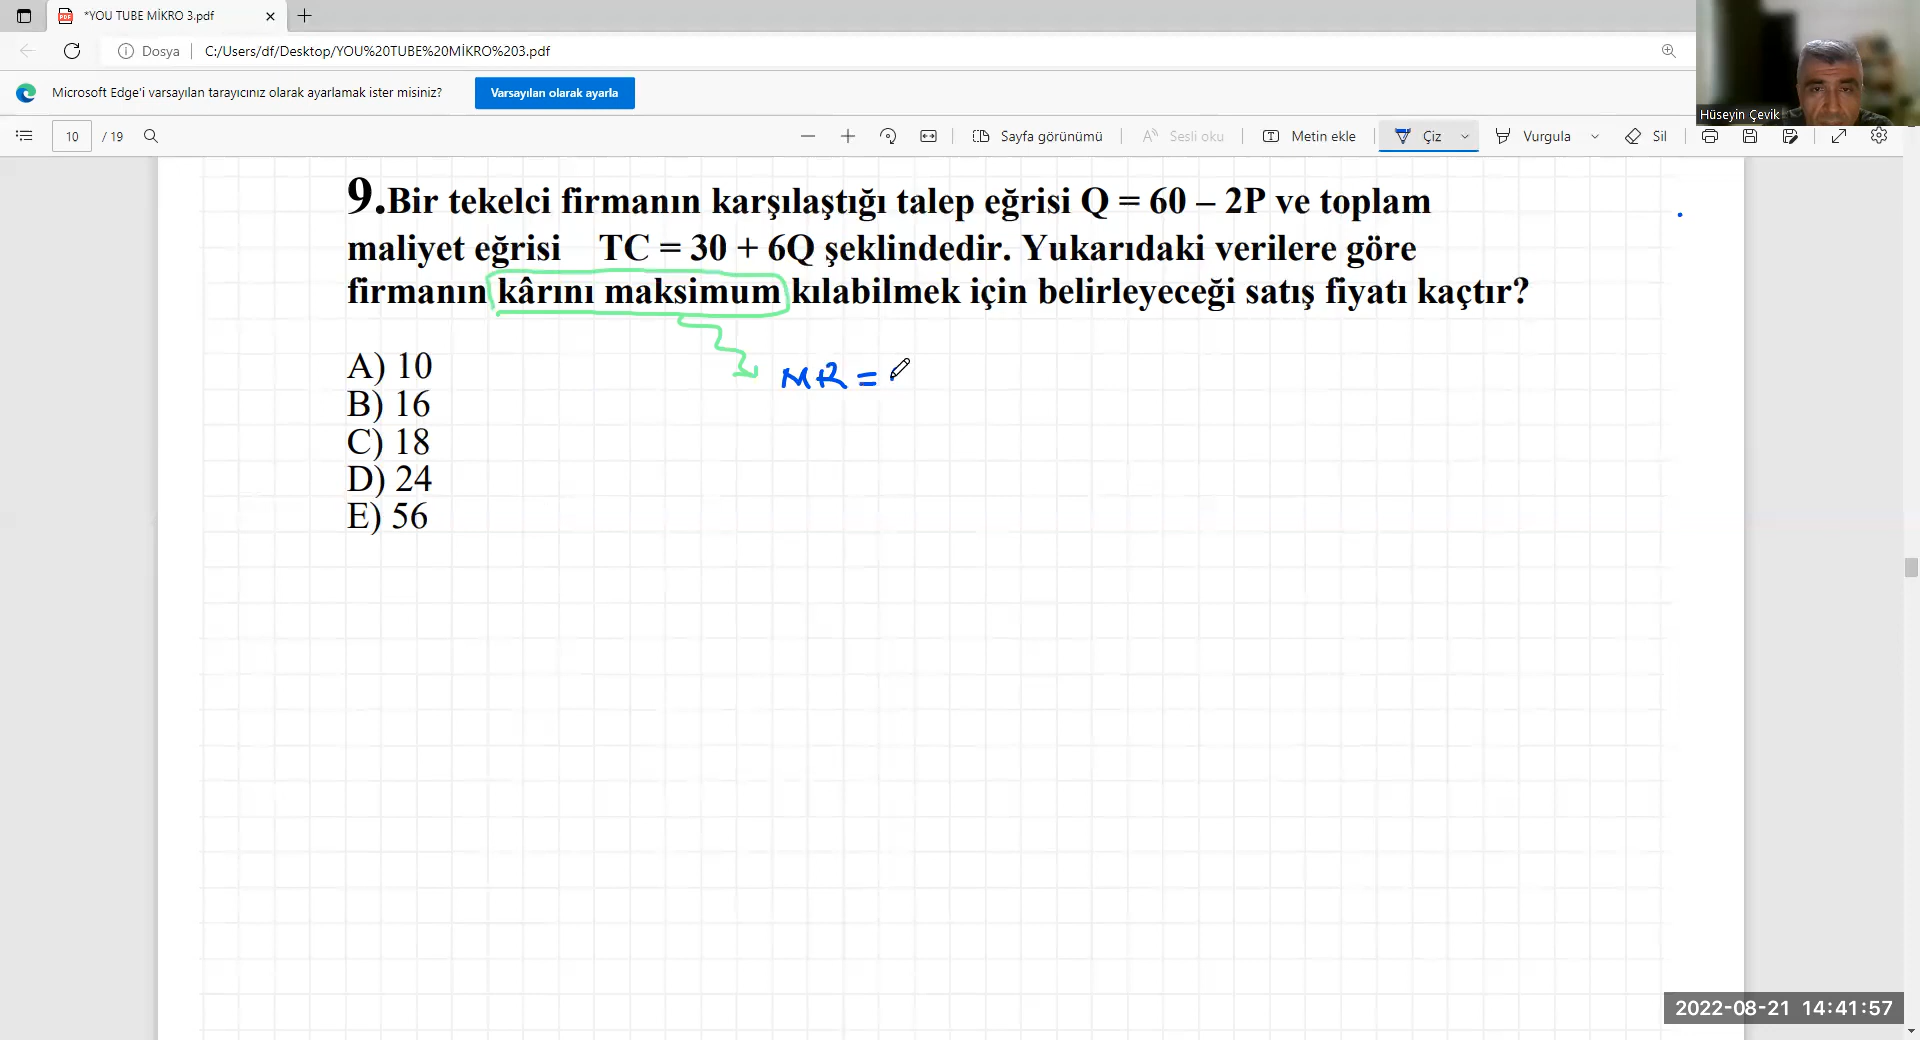 *YOU TUBE MİKRO 3.pdf
Dosya C:/Users/df/Desktop/YOU%20TUBE%20MİKRO%203.pdf
Microsoft Edge'i varsayılan tarayıcınız olarak ayarlamak ister misiniz? Varsayılan olarak ayarla
Hüseyin Çevik
10 / 19 Sayfa görünümü Sesli oku Metin ekle Çiz Vurgula Sil
9.Bir tekelci firmanın karşılaştığı talep eğrisi Q = 60 – 2P ve toplam
maliyet eğrisi TC = 30 + 6Q şeklindedir. Yukarıdaki verilere göre
firmanın kârını maksimum kılabilmek için belirleyeceği satış fiyatı kaçtır?
A) 10
MR =
B) 16
C) 18
D) 24
E) 56
2022-08-21 14:41:57